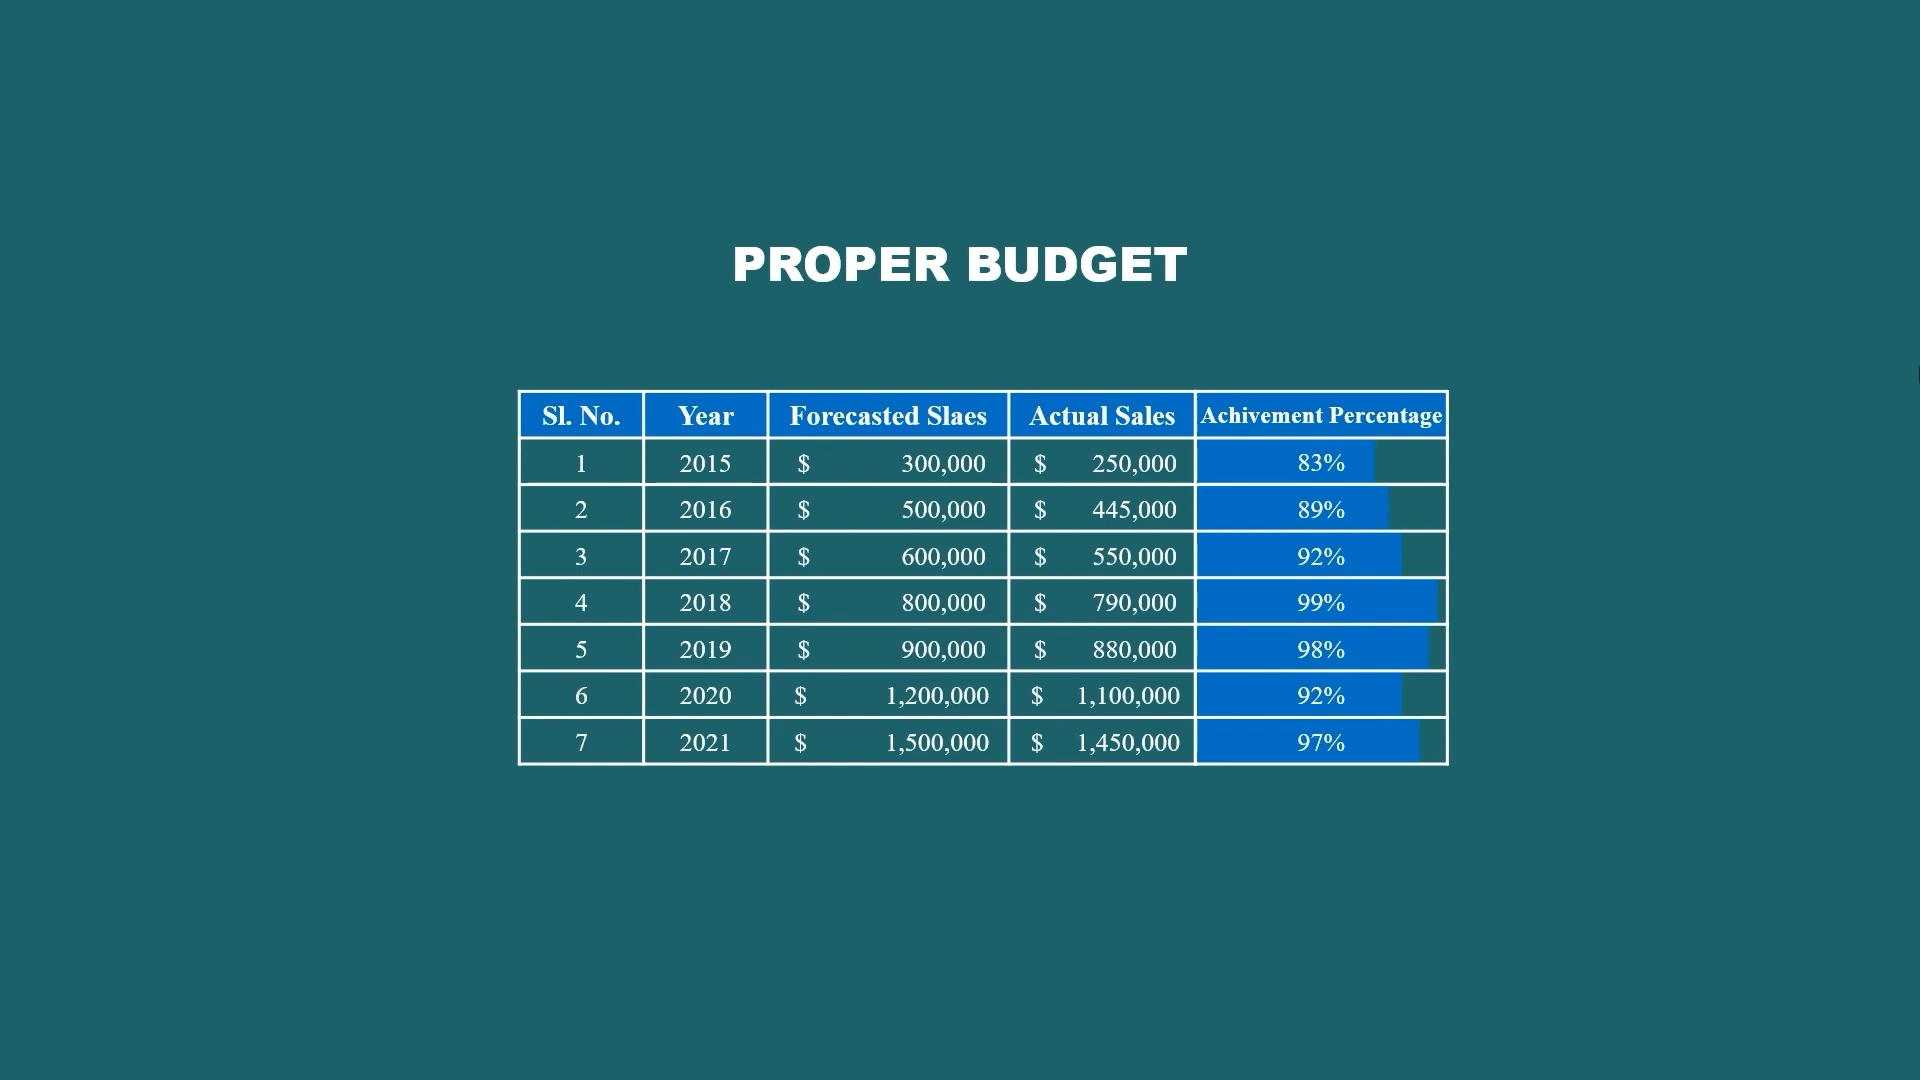 PROPER BUDGET
Sl. No. Year Forecasted Slaes Actual Sales Achivement Percentage
1 2015 $ 300,000 $ 250,000 83%
2 2016 $ 500,000 $ 445,000 89%
3 2017 $ 600,000 $ 550,000 92%
4 2018 $ 800,000 $ 790,000 99%
5 2019 $ 900,000 $ 880,000 98%
6 2020 $ 1,200,000 $ 1,100,000 92%
7 2021 $ 1,500,000 $ 1,450,000 97%